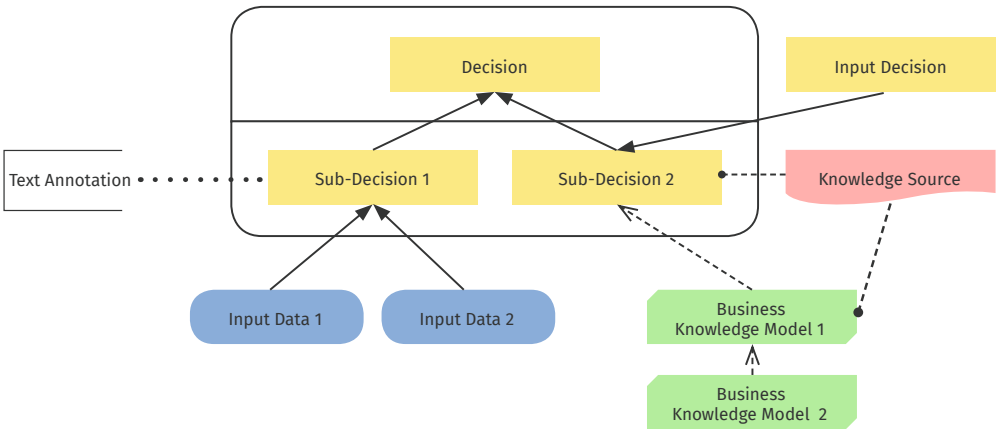 Decision
Input Decision
Text Annotation
Sub-Decision 1
Sub-Decision 2
Knowledge Source
Input Data 1
Input Data 2
Business
Knowledge Model 1
Business
Knowledge Model 2